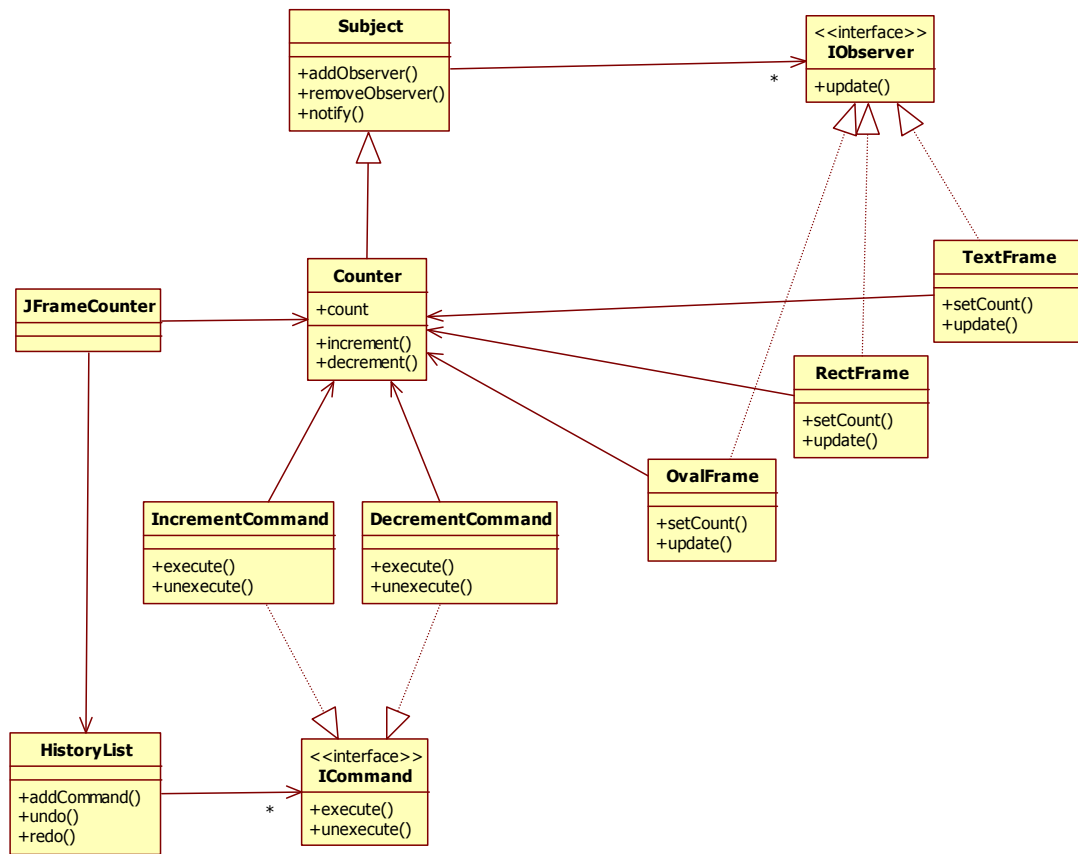 Subject
+addObserver()
+removeObserver()
+notify()
<<interface>>
IObserver
+update()
*
Counter
+count
+increment()
+decrement()
JFrameCounter
TextFrame
+setCount()
+update()
RectFrame
+setCount()
+update()
OvalFrame
+setCount()
+update()
IncrementCommand
+execute()
+unexecute()
DecrementCommand
+execute()
+unexecute()
HistoryList
+addCommand()
+undo()
+redo()
*
<<interface>>
ICommand
+execute()
+unexecute()